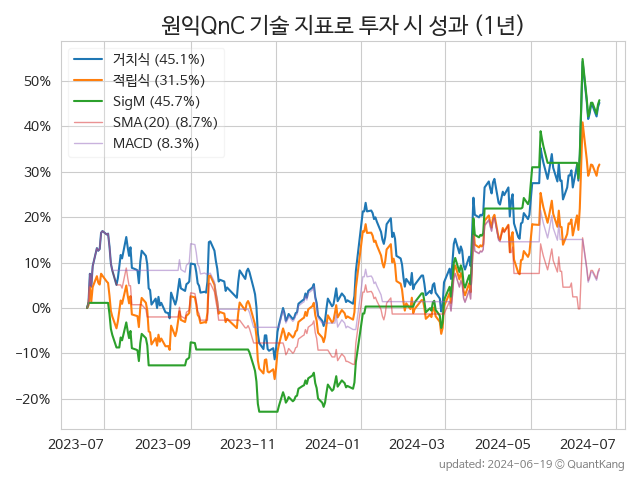 원익QnC 기술 지표로 투자 시 성과 (1년)
거치식 (45.1%)
적립식 (31.5%)
SigM (45.7%)
SMA(20) (8.7%)
MACD (8.3%)
50%
40%
30%
20%
10%
0%
−10%
−20%
2023-07 2023-09 2023-11 2024-01 2024-03 2024-05 2024-07
updated: 2024-06-19 ⓒ QuantKang